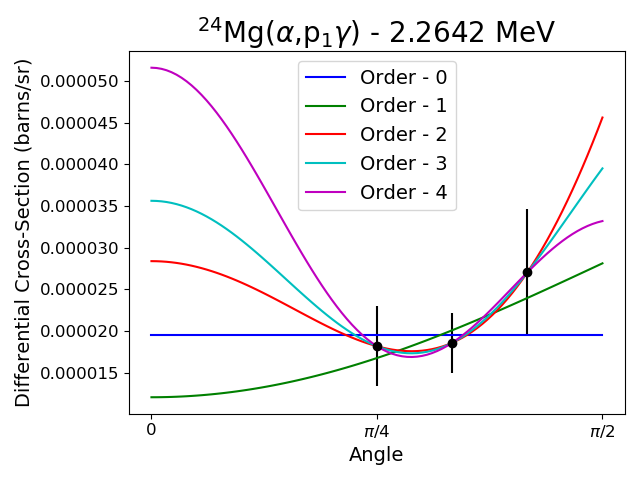 ²⁴Mg(α,p₁γ) - 2.2642 MeV
Differential Cross-Section (barns/sr)
0.000050
0.000045
0.000040
0.000035
0.000030
0.000025
0.000020
0.000015
Order - 0
Order - 1
Order - 2
Order - 3
Order - 4
0 π/4 π/2
Angle